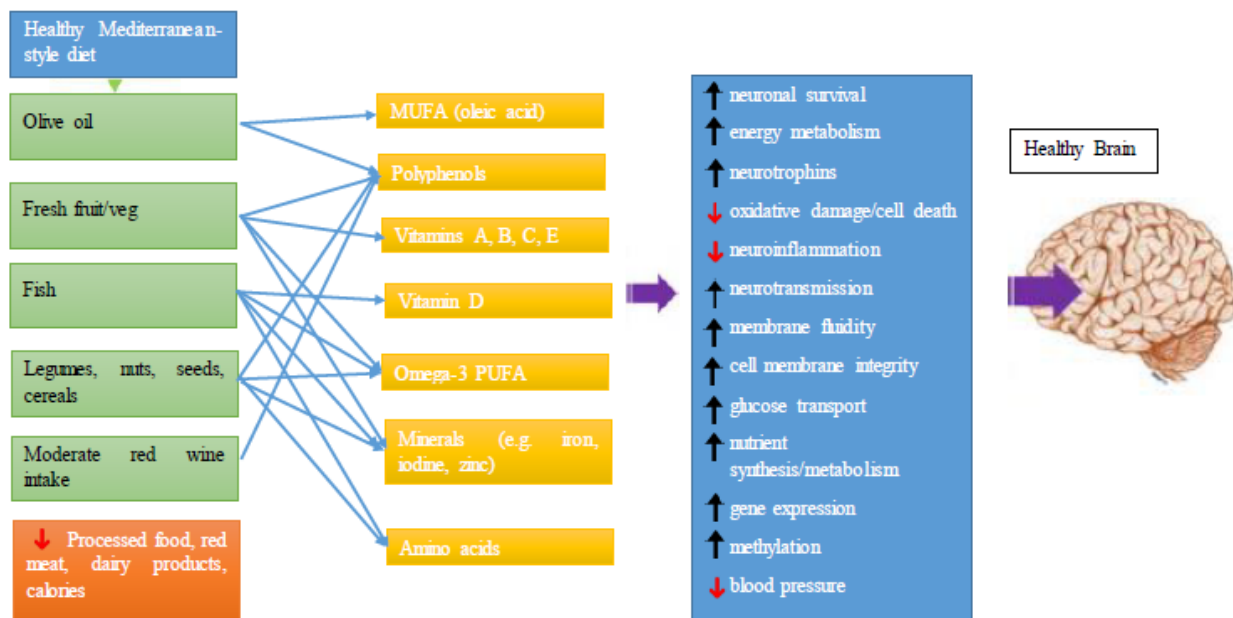 Healthy Mediterranean-
style diet
Olive oil
Fresh fruit/veg
Fish
Legumes, nuts, seeds,
cereals
Moderate red wine
intake
Processed food, red
meat, dairy products,
calories
MUFA (oleic acid)
Polyphenols
Vitamins A, B, C, E
Vitamin D
Omega-3 PUFA
Minerals (e.g. iron,
iodine, zinc)
Amino acids
neuronal survival
energy metabolism
neurotrophins
oxidative damage/cell death
neuroinflammation
neurotransmission
membrane fluidity
cell membrane integrity
glucose transport
nutrient
synthesis/metabolism
gene expression
methylation
blood pressure
Healthy Brain